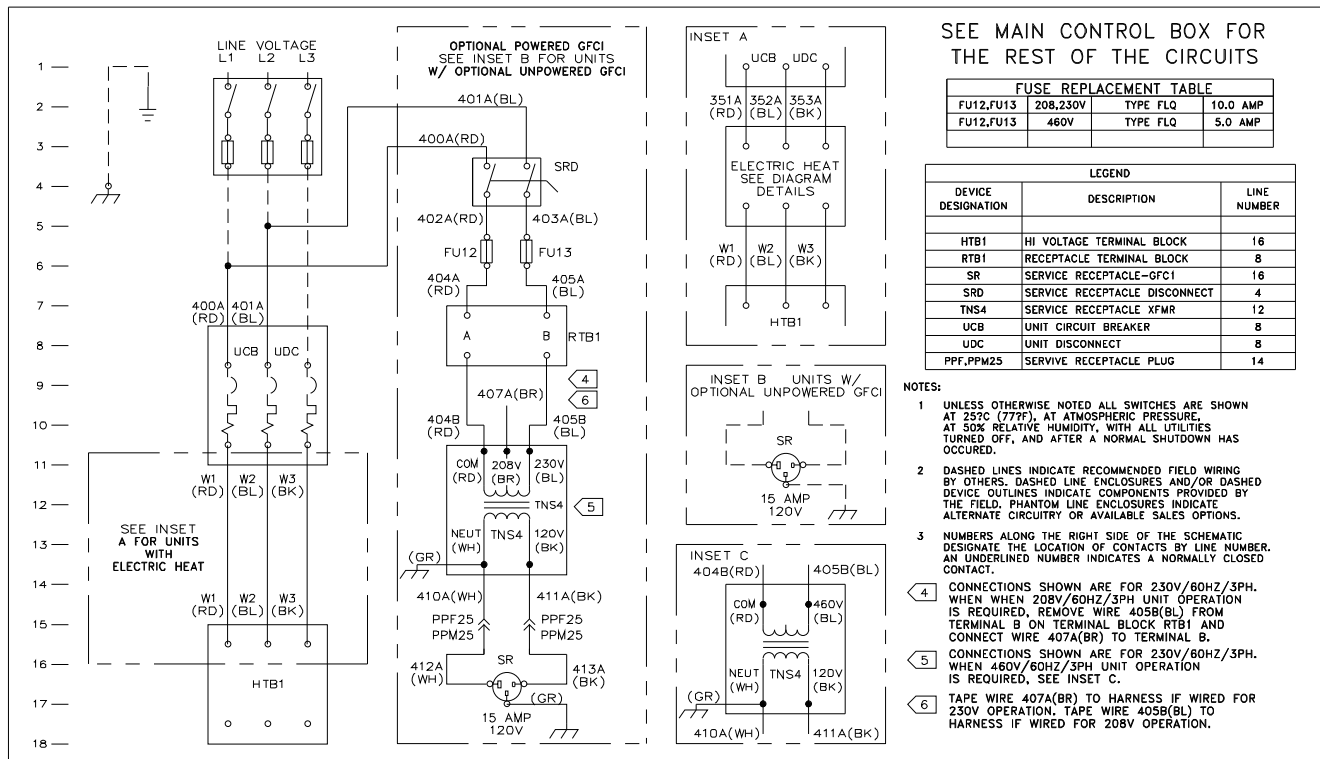 LINE VOLTAGE
L1 L2 L3
1
2
3
4
5
6
7
8
9
10
11
12
13
14
15
16
17
18
400A 401A
(RD) (BL)
UCB UDC
W1 W2 W3
(RD) (BL) (BK)
SEE INSET
A FOR UNITS
WITH
ELECTRIC HEAT
W1 W2 W3
(RD) (BL) (BK)
HTB1
OPTIONAL POWERED GFCI
SEE INSET B FOR UNITS
W/ OPTIONAL UNPOWERED GFCI
401A(BL)
400A(RD)
SRD
402A(RD) 403A(BL)
FU12 FU13
404A 405A
(RD) (BL)
A B RTB1
4
407A(BR) 6
404B 405B
(RD) (BL)
COM 208V 230V
(RD) (BR) (BL)
TNS4 5
NEUT TNS4 120V
(WH) (BK)
(GR)
410A(WH) 411A(BK)
PPF25 PPF25
PPM25 PPM25
412A SR 413A
(WH) (BK)
(GR)
15 AMP
120V
INSET A
UCB UDC
351A 352A 353A
(RD) (BL) (BK)
ELECTRIC HEAT
SEE DIAGRAM
DETAILS
W1 W2 W3
(RD) (BL) (BK)
HTB1
INSET B UNITS W/
OPTIONAL UNPOWERED GFCI
SR
15 AMP
120V
INSET C
404B(RD) 405B(BL)
COM 460V
(RD) (BL)
NEUT TNS4 120V
(WH) (BK)
(GR)
410A(WH) 411A(BK)
SEE MAIN CONTROL BOX FOR
THE REST OF THE CIRCUITS
FUSE REPLACEMENT TABLE
FU12,FU13 208,230V TYPE FLQ 10.0 AMP
FU12,FU13 460V TYPE FLQ 5.0 AMP
LEGEND
DEVICE DESCRIPTION LINE
DESIGNATION NUMBER
HTB1 HI VOLTAGE TERMINAL BLOCK 16
RTB1 RECEPTACLE TERMINAL BLOCK 8
SR SERVICE RECEPTACLE-GFC1 16
SRD SERVICE RECEPTACLE DISCONNECT 4
TNS4 SERVICE RECEPTACLE XFMR 12
UCB UNIT CIRCUIT BREAKER 8
UDC UNIT DISCONNECT 8
PPF,PPM25 SERVIVE RECEPTACLE PLUG 14
NOTES:
1 UNLESS OTHERWISE NOTED ALL SWITCHES ARE SHOWN
AT 25?C (77?F), AT ATMOSPHERIC PRESSURE,
AT 50% RELATIVE HUMIDITY, WITH ALL UTILITIES
TURNED OFF, AND AFTER A NORMAL SHUTDOWN HAS
OCCURED.
2 DASHED LINES INDICATE RECOMMENDED FIELD WIRING
BY OTHERS. DASHED LINE ENCLOSURES AND/OR DASHED
DEVICE OUTLINES INDICATE COMPONENTS PROVIDED BY
THE FIELD. PHANTOM LINE ENCLOSURES INDICATE
ALTERNATE CIRCUITRY OR AVAILABLE SALES OPTIONS.
3 NUMBERS ALONG THE RIGHT SIDE OF THE SCHEMATIC
DESIGNATE THE LOCATION OF CONTACTS BY LINE NUMBER.
AN UNDERLINED NUMBER INDICATES A NORMALLY CLOSED
CONTACT.
4 CONNECTIONS SHOWN ARE FOR 230V/60HZ/3PH.
WHEN WHEN 208V/60HZ/3PH UNIT OPERATION
IS REQUIRED, REMOVE WIRE 405B(BL) FROM
TERMINAL B ON TERMINAL BLOCK RTB1 AND
CONNECT WIRE 407A(BR) TO TERMINAL B.
5 CONNECTIONS SHOWN ARE FOR 230V/60HZ/3PH.
WHEN 460V/60HZ/3PH UNIT OPERATION
IS REQUIRED, SEE INSET C.
6 TAPE WIRE 407A(BR) TO HARNESS IF WIRED FOR
230V OPERATION. TAPE WIRE 405B(BL) TO
HARNESS IF WIRED FOR 208V OPERATION.